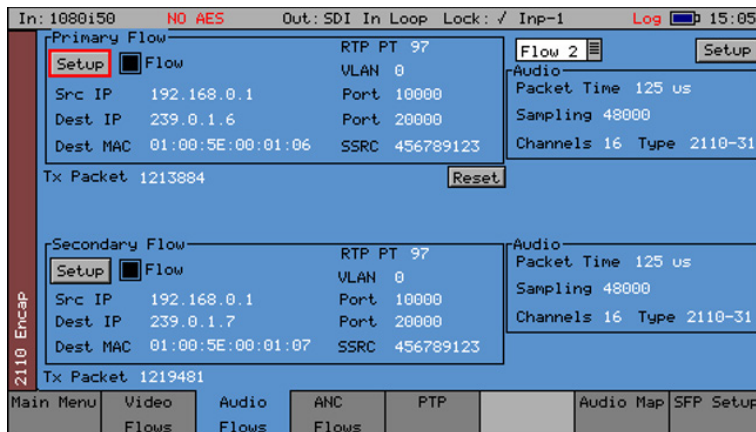 In: 1080i50 NO AES Out: SDI In Loop Lock: √ Inp-1 Log 15:05
Primary Flow
Setup Flow
RTP PT 97
VLAN 0
Src IP 192.168.0.1 Port 10000
Dest IP 239.0.1.6 Port 20000
Dest MAC 01:00:5E:00:01:06 SSRC 456789123
Flow 2 Setup
Audio
Packet Time 125 us
Sampling 48000
Channels 16 Type 2110-31
Tx Packet 1213884 Reset
Secondary Flow
Setup Flow
RTP PT 97
VLAN 0
Src IP 192.168.0.1 Port 10000
Dest IP 239.0.1.7 Port 20000
Dest MAC 01:00:5E:00:01:07 SSRC 456789123
Audio
Packet Time 125 us
Sampling 48000
Channels 16 Type 2110-31
Tx Packet 1219481
2110 Encap
Main Menu
Video Flows
Audio Flows
ANC Flows
PTP
Audio Map
SFP Setup